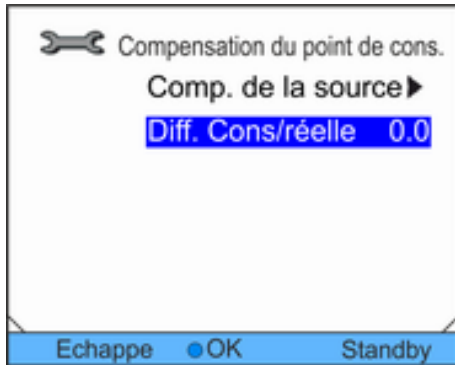 Compensation du point de cons.
Comp. de la source▶
Diff. Cons/réelle 0.0
Echappe OK Standby